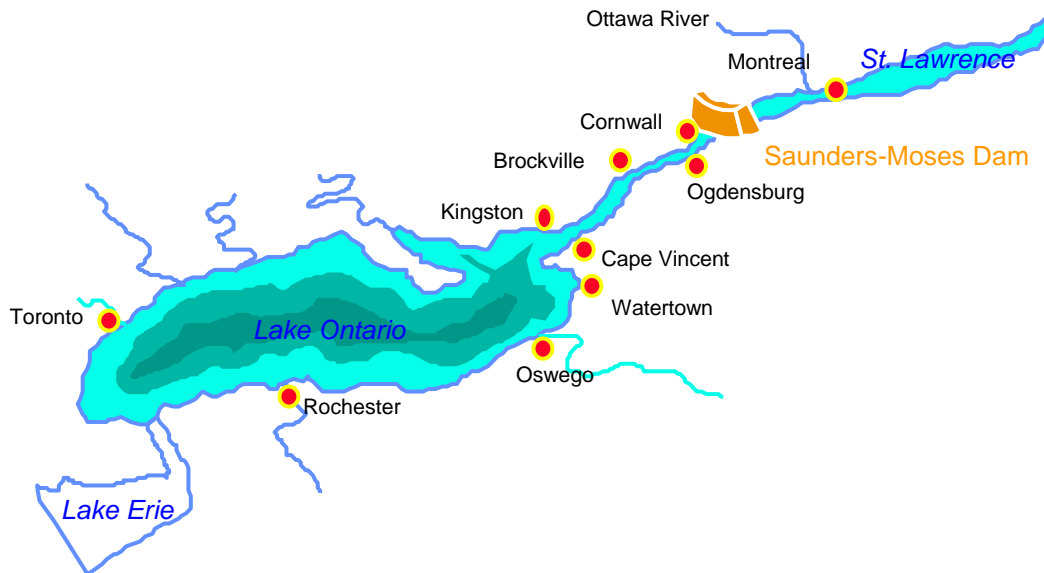 Ottawa River
Montreal
St. Lawrence
Cornwall
Saunders-Moses Dam
Brockville
Ogdensburg
Kingston
Cape Vincent
Watertown
Toronto
Lake Ontario
Oswego
Rochester
Lake Erie